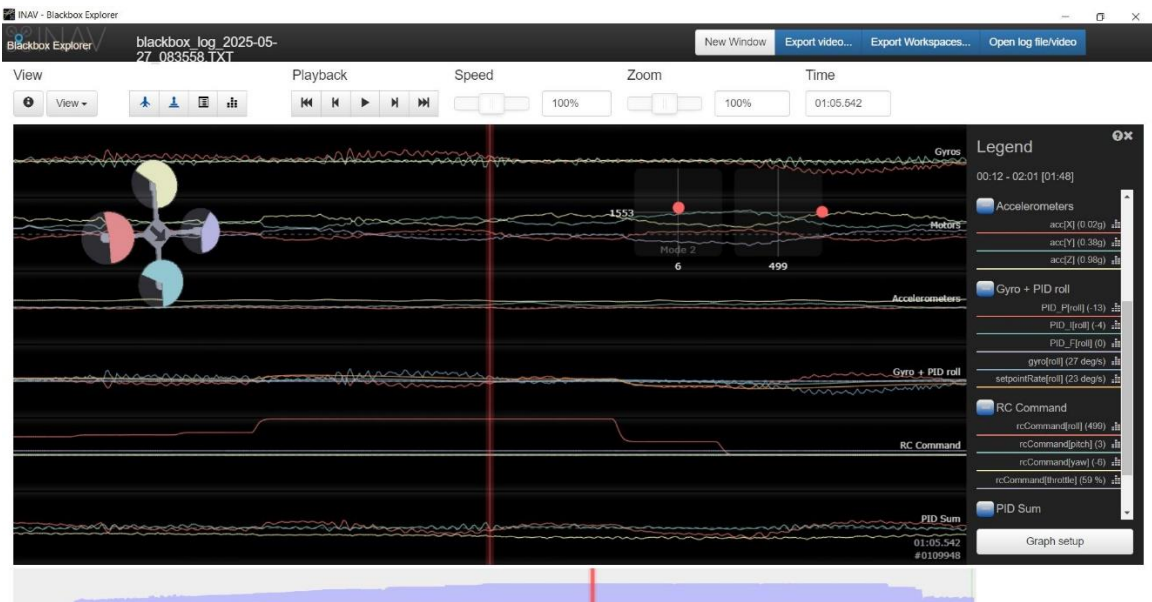 INAV - Blackbox Explorer
INAV
Blackbox Explorer
blackbox_log_2025-05-
27_083558.TXT
New Window
Export video...
Export Workspaces...
Open log file/video
View
Playback
Speed
Zoom
Time
View
100%
100%
01:05.542
Gyros
1553
Motors
Mode 2
6
499
Accelerometers
Gyro + PID roll
RC Command
PID Sum
01:05.542
#0109948
Legend
00:12 - 02:01 [01:48]
Accelerometers
acc[X] (0.02g)
acc[Y] (0.38g)
acc[Z] (0.98g)
Gyro + PID roll
PID_P[roll] (-13)
PID_I[roll] (-4)
PID_F[roll] (0)
gyro[roll] (27 deg/s)
setpointRate[roll] (23 deg/s)
RC Command
rcCommand[roll] (499)
rcCommand[pitch] (3)
rcCommand[yaw] (-6)
rcCommand[throttle] (59 %)
PID Sum
Graph setup